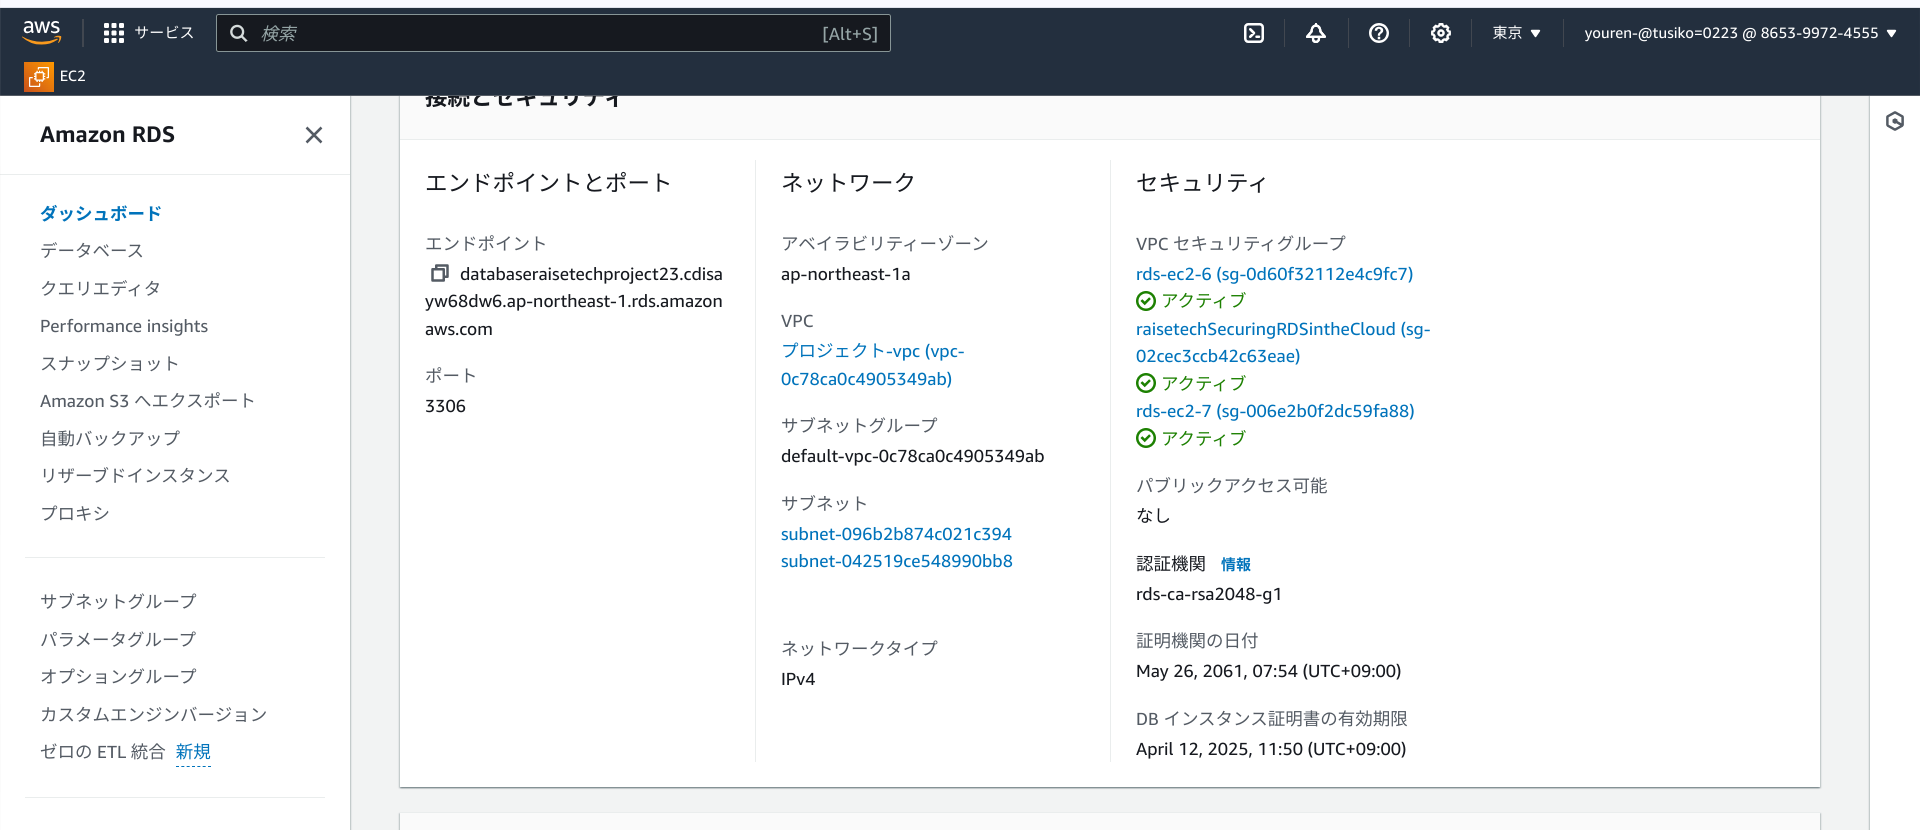 aws
サービス
検索
[Alt+S]
東京 ▼
youren-@tusiko=0223 @ 8653-9972-4555 ▼
EC2
Amazon RDS
ダッシュボード
データベース
クエリエディタ
Performance insights
スナップショット
Amazon S3 へエクスポート
自動バックアップ
リザーブドインスタンス
プロキシ
サブネットグループ
パラメータグループ
オプショングループ
カスタムエンジンバージョン
ゼロの ETL 統合 新規
接続とセキュリティ
エンドポイントとポート
エンドポイント
databaseraisetechproject23.cdisa
yw68dw6.ap-northeast-1.rds.amazon
aws.com
ポート
3306
ネットワーク
アベイラビリティーゾーン
ap-northeast-1a
VPC
プロジェクト-vpc (vpc-
0c78ca0c4905349ab)
サブネットグループ
default-vpc-0c78ca0c4905349ab
サブネット
subnet-096b2b874c021c394
subnet-042519ce548990bb8
ネットワークタイプ
IPv4
セキュリティ
VPC セキュリティグループ
rds-ec2-6 (sg-0d60f32112e4c9fc7)
アクティブ
raisetechSecuringRDSintheCloud (sg-
02cec3ccb42c63eae)
アクティブ
rds-ec2-7 (sg-006e2b0f2dc59fa88)
アクティブ
パブリックアクセス可能
なし
認証機関 情報
rds-ca-rsa2048-g1
証明機関の日付
May 26, 2061, 07:54 (UTC+09:00)
DB インスタンス証明書の有効期限
April 12, 2025, 11:50 (UTC+09:00)